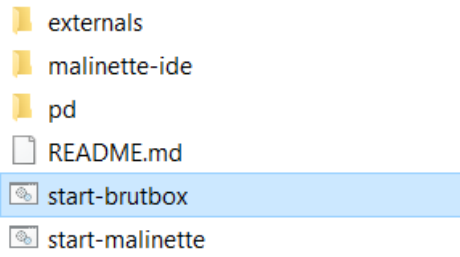 externals
malinette-ide
pd
README.md
start-brutbox
start-malinette